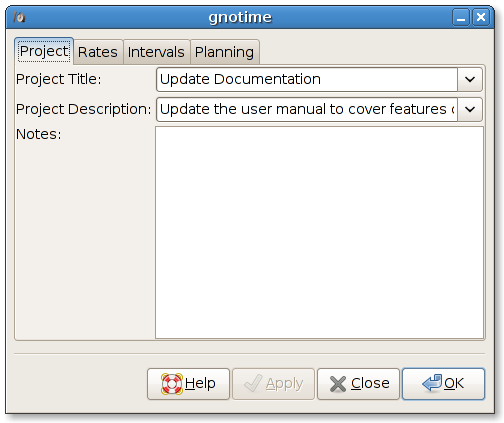 gnotime
Project Rates Intervals Planning
Project Title: Update Documentation
Project Description: Update the user manual to cover features
Notes:
Help Apply Close OK